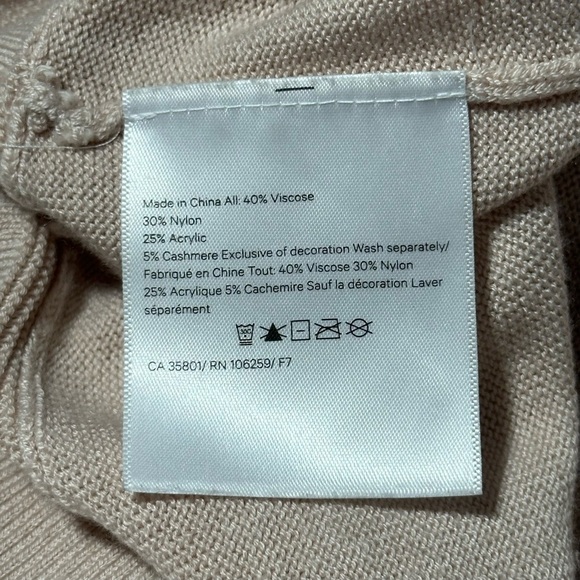 Made in China All: 40% Viscose
30% Nylon
25% Acrylic
5% Cashmere Exclusive of decoration Wash separately/
Fabriqué en Chine Tout: 40% Viscose 30% Nylon
25% Acrylique 5% Cachemire Sauf la décoration Laver
séparément
30C
CA 35801/ RN 106259/ F7